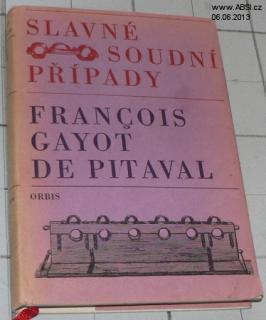 www.ABSI.cz
06.06.2013
SLAVNÉ
SOUDNÍ
PŘÍPADY
FRANÇOIS
GAYOT
DE PITAVAL
ORBIS